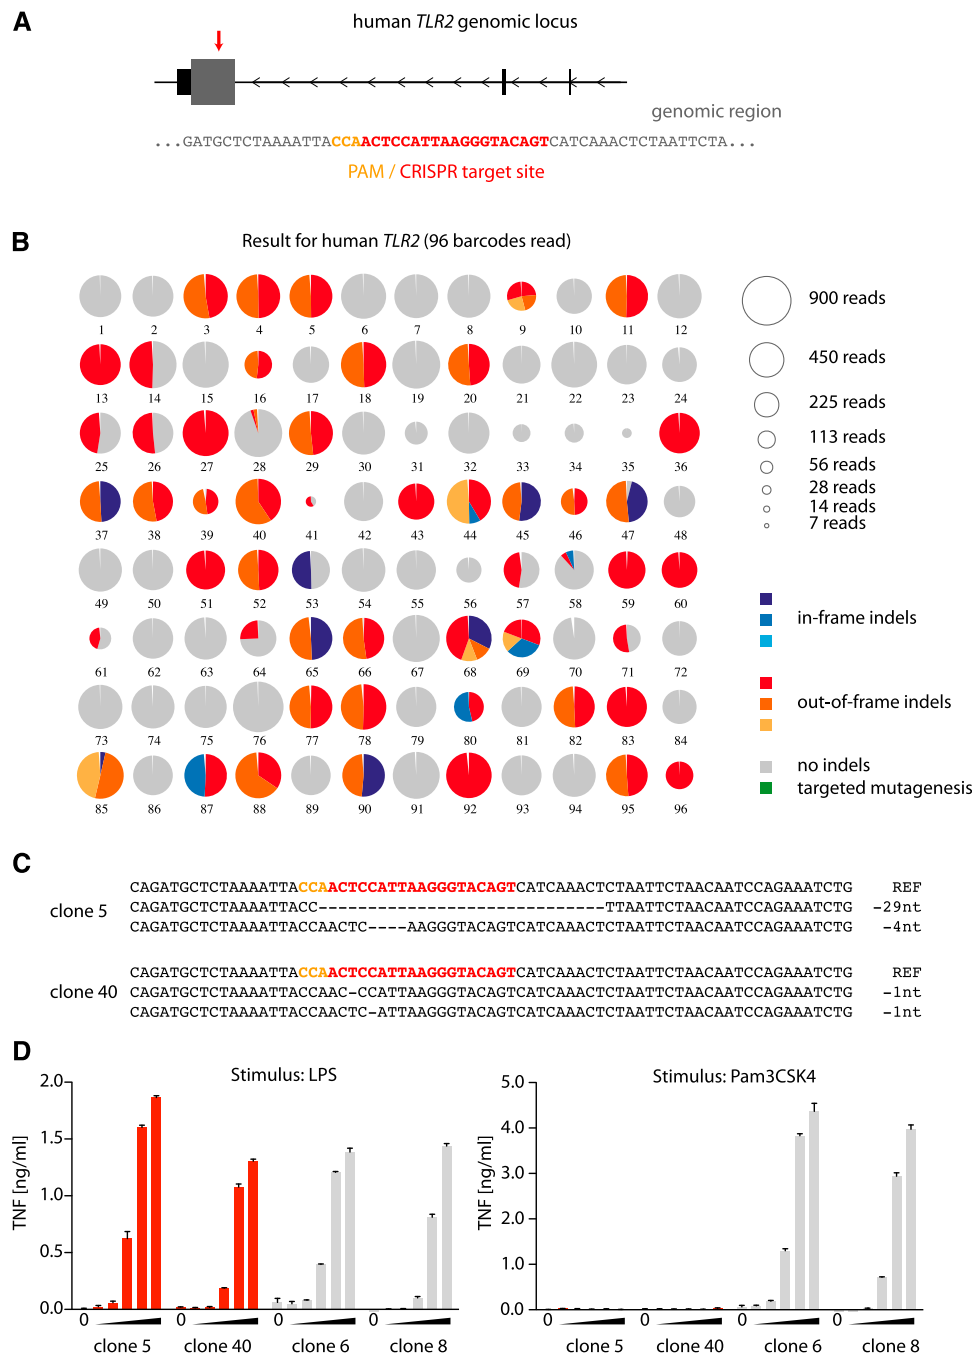 A
human TLR2 genomic locus
genomic region
...GATGCTCTAAAATTACCAACTCCATTAAGGGTACAGTCATCAAACTCTAATTCTA...
PAM / CRISPR target site
B
Result for human TLR2 (96 barcodes read)
1 2 3 4 5 6 7 8 9 10 11 12
13 14 15 16 17 18 19 20 21 22 23 24
25 26 27 28 29 30 31 32 33 34 35 36
37 38 39 40 41 42 43 44 45 46 47 48
49 50 51 52 53 54 55 56 57 58 59 60
61 62 63 64 65 66 67 68 69 70 71 72
73 74 75 76 77 78 79 80 81 82 83 84
85 86 87 88 89 90 91 92 93 94 95 96
900 reads
450 reads
225 reads
113 reads
56 reads
28 reads
14 reads
7 reads
in-frame indels
out-of-frame indels
no indels
targeted mutagenesis
C
CAGATGCTCTAAAATTACCAACTCCATTAAGGGTACAGTCATCAAACTCTAATTCTAACAATCCAGAAATCTG REF
clone 5
CAGATGCTCTAAAATTACC-----------------------------TTAATTCTAACAATCCAGAAATCTG -29nt
CAGATGCTCTAAAATTACCAACTC----AAGGGTACAGTCATCAAACTCTAATTCTAACAATCCAGAAATCTG -4nt
CAGATGCTCTAAAATTACCAACTCCATTAAGGGTACAGTCATCAAACTCTAATTCTAACAATCCAGAAATCTG REF
clone 40
CAGATGCTCTAAAATTACCAAC-CCATTAAGGGTACAGTCATCAAACTCTAATTCTAACAATCCAGAAATCTG -1nt
CAGATGCTCTAAAATTACCAACTC-ATTAAGGGTACAGTCATCAAACTCTAATTCTAACAATCCAGAAATCTG -1nt
D
Stimulus: LPS
TNF [ng/ml]
2.0
1.5
1.0
0.5
0.0
0 0 0 0
clone 5 clone 40 clone 6 clone 8
Stimulus: Pam3CSK4
TNF [ng/ml]
5.0
4.0
3.0
2.0
1.0
0.0
0 0 0 0
clone 5 clone 40 clone 6 clone 8